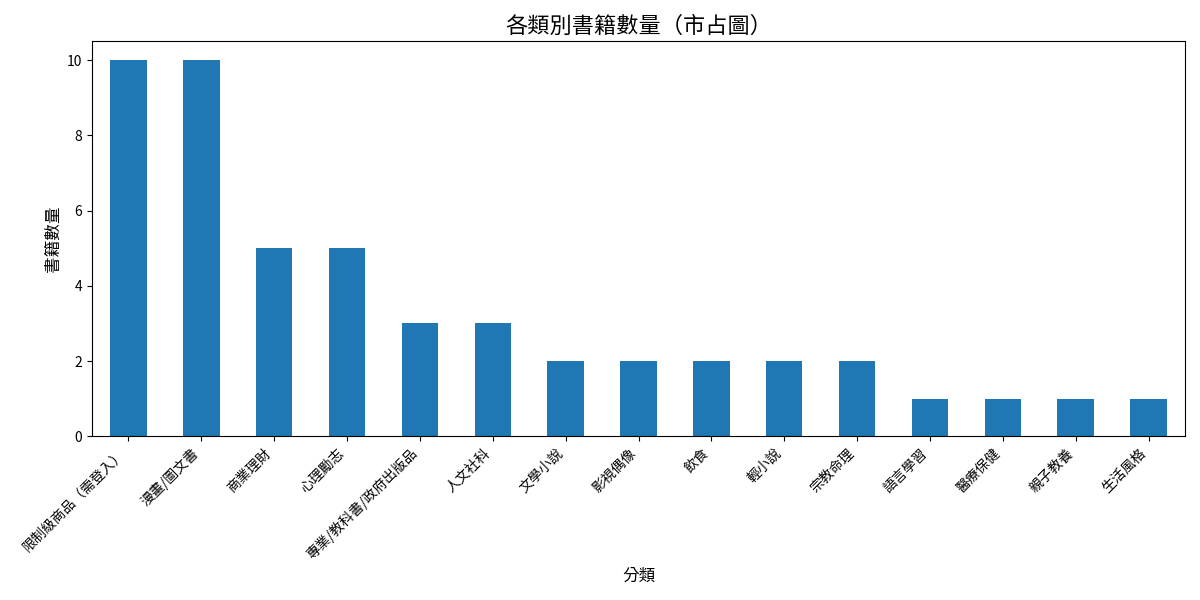 各類別書籍數量（市占圖）
書籍數量
10
8
6
4
2
0
限制級商品（需登入）
漫畫/圖文書
商業理財
心理勵志
專業/教科書/政府出版品
人文社科
文學小說
影視偶像
飲食
輕小說
宗教命理
語言學習
醫療保健
親子教養
生活風格
分類